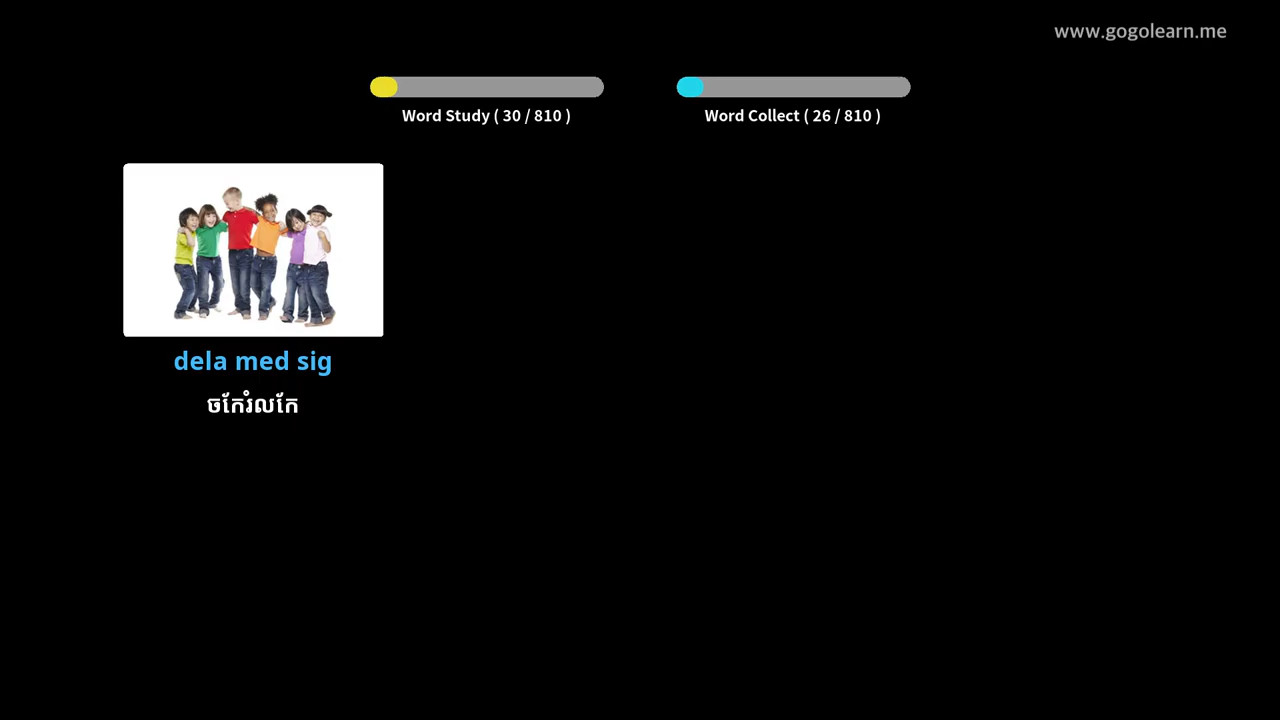 www.gogolearn.me
Word Study ( 30 / 810 )
Word Collect ( 26 / 810 )
dela med sig
ចែករំលែក